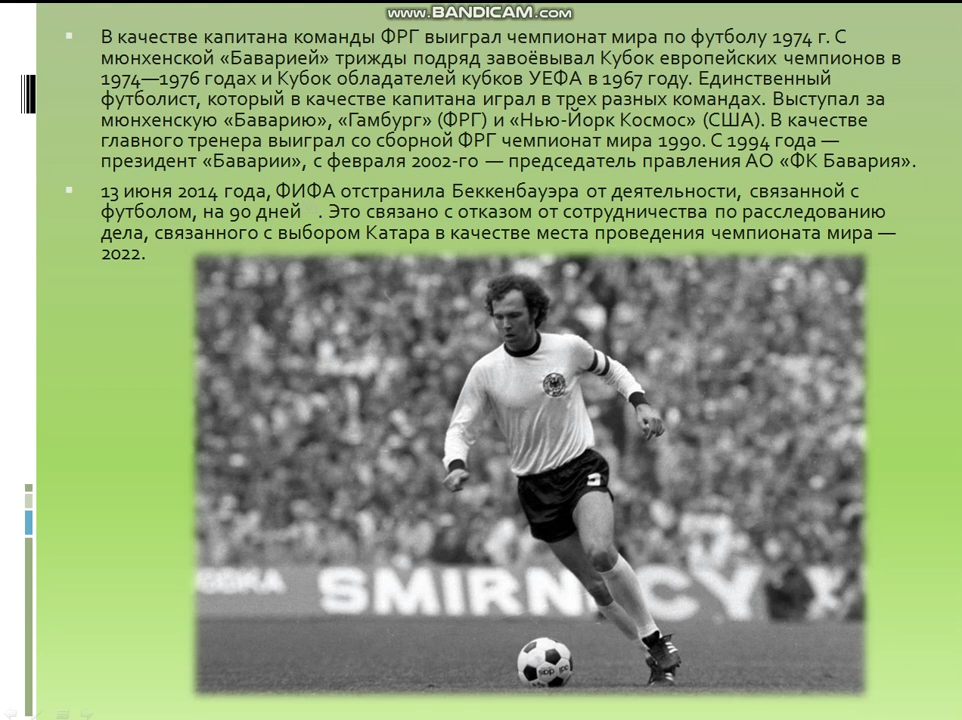 www.BANDICAM.com
В качестве капитана команды ФРГ выиграл чемпионат мира по футболу 1974 г. С
мюнхенской «Баварией» трижды подряд завоёвывал Кубок европейских чемпионов в
1974—1976 годах и Кубок обладателей кубков УЕФА в 1967 году. Единственный
футболист, который в качестве капитана играл в трех разных командах. Выступал за
мюнхенскую «Баварию», «Гамбург» (ФРГ) и «Нью-Йорк Космос» (США). В качестве
главного тренера выиграл со сборной ФРГ чемпионат мира 1990. С 1994 года —
президент «Баварии», с февраля 2002-го — председатель правления АО «ФК Бавария».
13 июня 2014 года, ФИФА отстранила Беккенбауэра от деятельности, связанной с
футболом, на 90 дней . Это связано с отказом от сотрудничества по расследованию
дела, связанного с выбором Катара в качестве места проведения чемпионата мира —
2022.
SMIRN